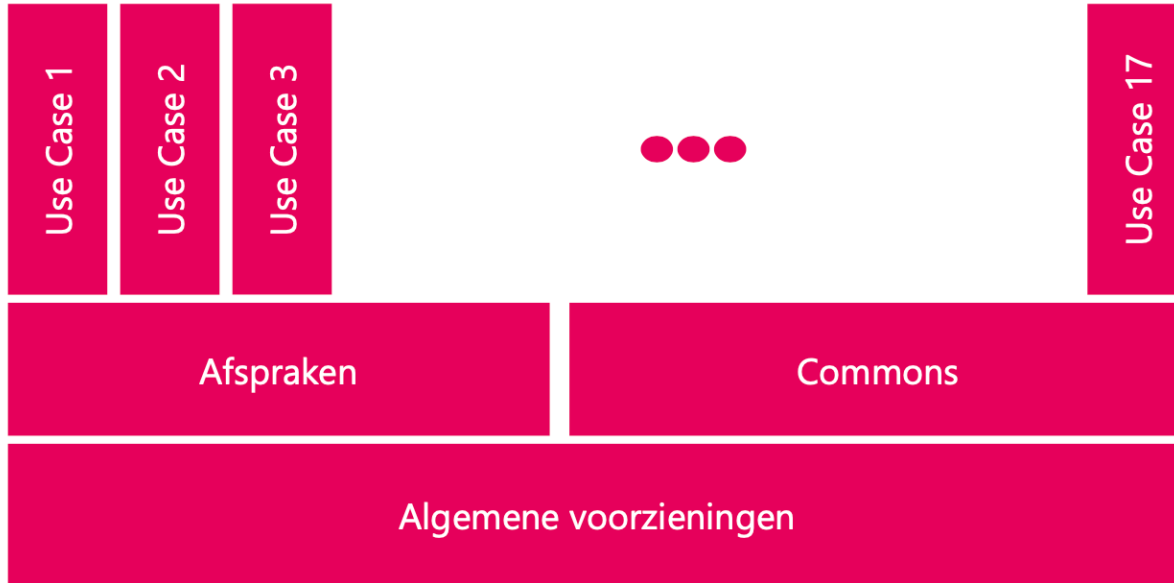 Use Case 1
Use Case 2
Use Case 3
Use Case 17
Afspraken
Commons
Algemene voorzieningen